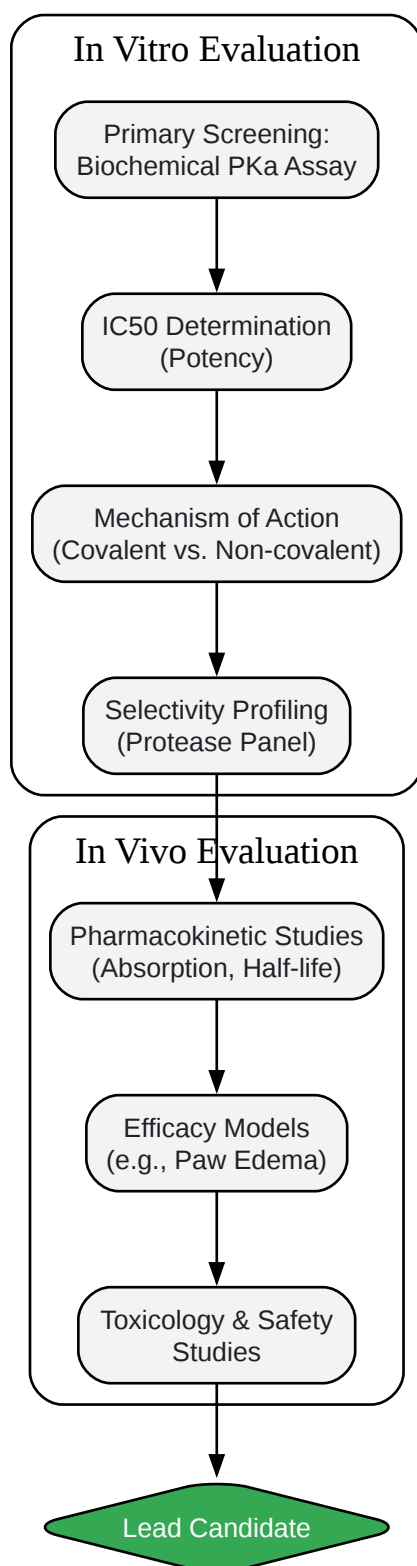 In Vitro Evaluation
Primary Screening:
Biochemical PKa Assay
IC50 Determination
(Potency)
Mechanism of Action
(Covalent vs. Non-covalent)
Selectivity Profiling
(Protease Panel)
In Vivo Evaluation
Pharmacokinetic Studies
(Absorption, Half-life)
Efficacy Models
(e.g., Paw Edema)
Toxicology & Safety
Studies
Lead Candidate